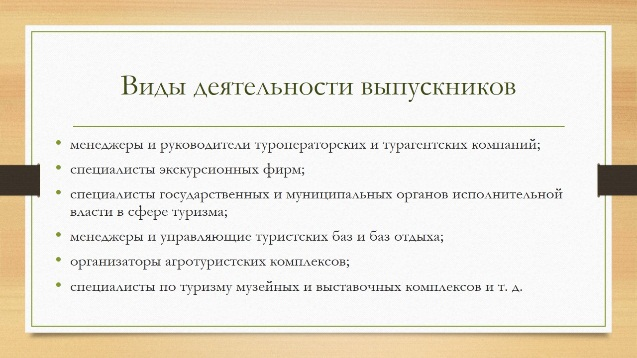 Виды деятельности выпускников
• менеджеры и руководители туроператорских и турагентских компаний;
• специалисты экскурсионных фирм;
• специалисты государственных и муниципальных органов исполнительной
власти в сфере туризма;
• менеджеры и управляющие туристских баз и баз отдыха;
• организаторы агротуристских комплексов;
• специалисты по туризму музейных и выставочных комплексов и т. д.